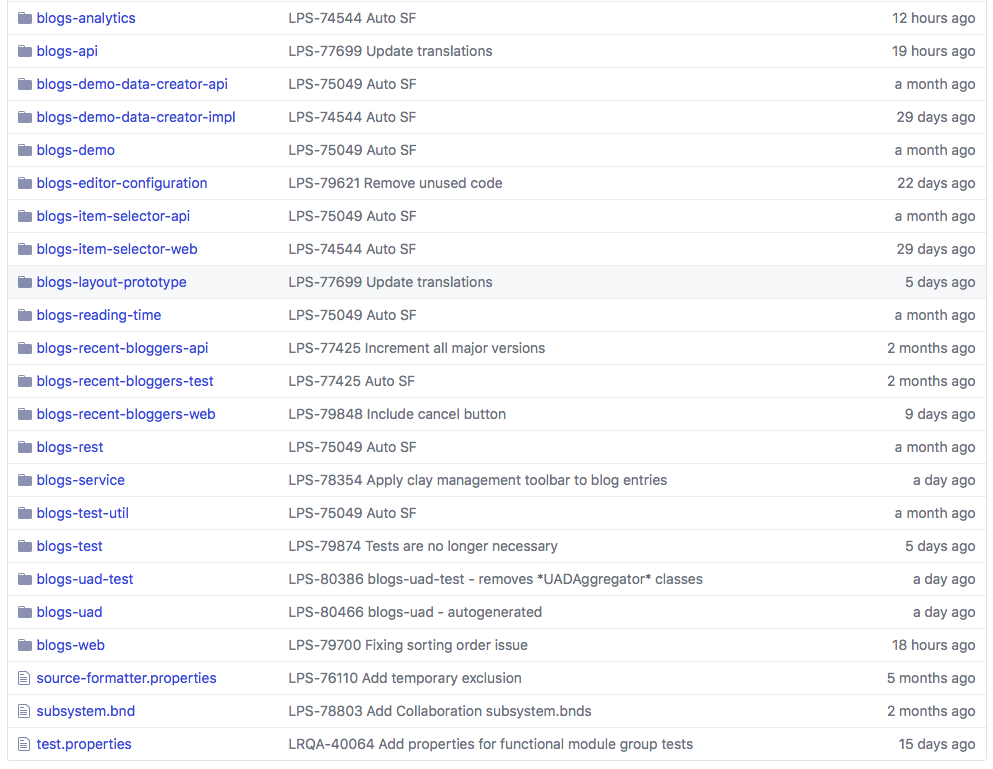 blogs-analytics LPS-74544 Auto SF 12 hours ago
blogs-api LPS-77699 Update translations 19 hours ago
blogs-demo-data-creator-api LPS-75049 Auto SF a month ago
blogs-demo-data-creator-impl LPS-74544 Auto SF 29 days ago
blogs-demo LPS-75049 Auto SF a month ago
blogs-editor-configuration LPS-79621 Remove unused code 22 days ago
blogs-item-selector-api LPS-75049 Auto SF a month ago
blogs-item-selector-web LPS-74544 Auto SF 29 days ago
blogs-layout-prototype LPS-77699 Update translations 5 days ago
blogs-reading-time LPS-75049 Auto SF a month ago
blogs-recent-bloggers-api LPS-77425 Increment all major versions 2 months ago
blogs-recent-bloggers-test LPS-77425 Auto SF 2 months ago
blogs-recent-bloggers-web LPS-79848 Include cancel button 9 days ago
blogs-rest LPS-75049 Auto SF a month ago
blogs-service LPS-78354 Apply clay management toolbar to blog entries a day ago
blogs-test-util LPS-75049 Auto SF a month ago
blogs-test LPS-79874 Tests are no longer necessary 5 days ago
blogs-uad-test LPS-80386 blogs-uad-test - removes *UADAggregator* classes a day ago
blogs-uad LPS-80466 blogs-uad - autogenerated a day ago
blogs-web LPS-79700 Fixing sorting order issue 18 hours ago
source-formatter.properties LPS-76110 Add temporary exclusion 5 months ago
subsystem.bnd LPS-78803 Add Collaboration subsystem.bnds 2 months ago
test.properties LRQA-40064 Add properties for functional module group tests 15 days ago